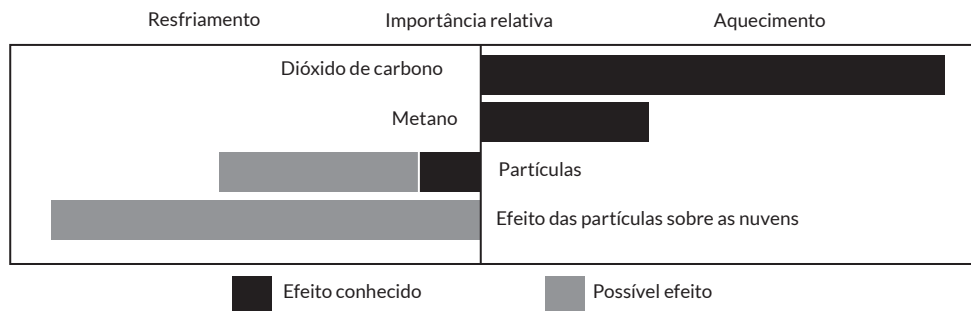 Resfriamento Importância relativa Aquecimento
Dióxido de carbono
Metano
Partículas
Efeito das partículas sobre as nuvens
Efeito conhecido Possível efeito